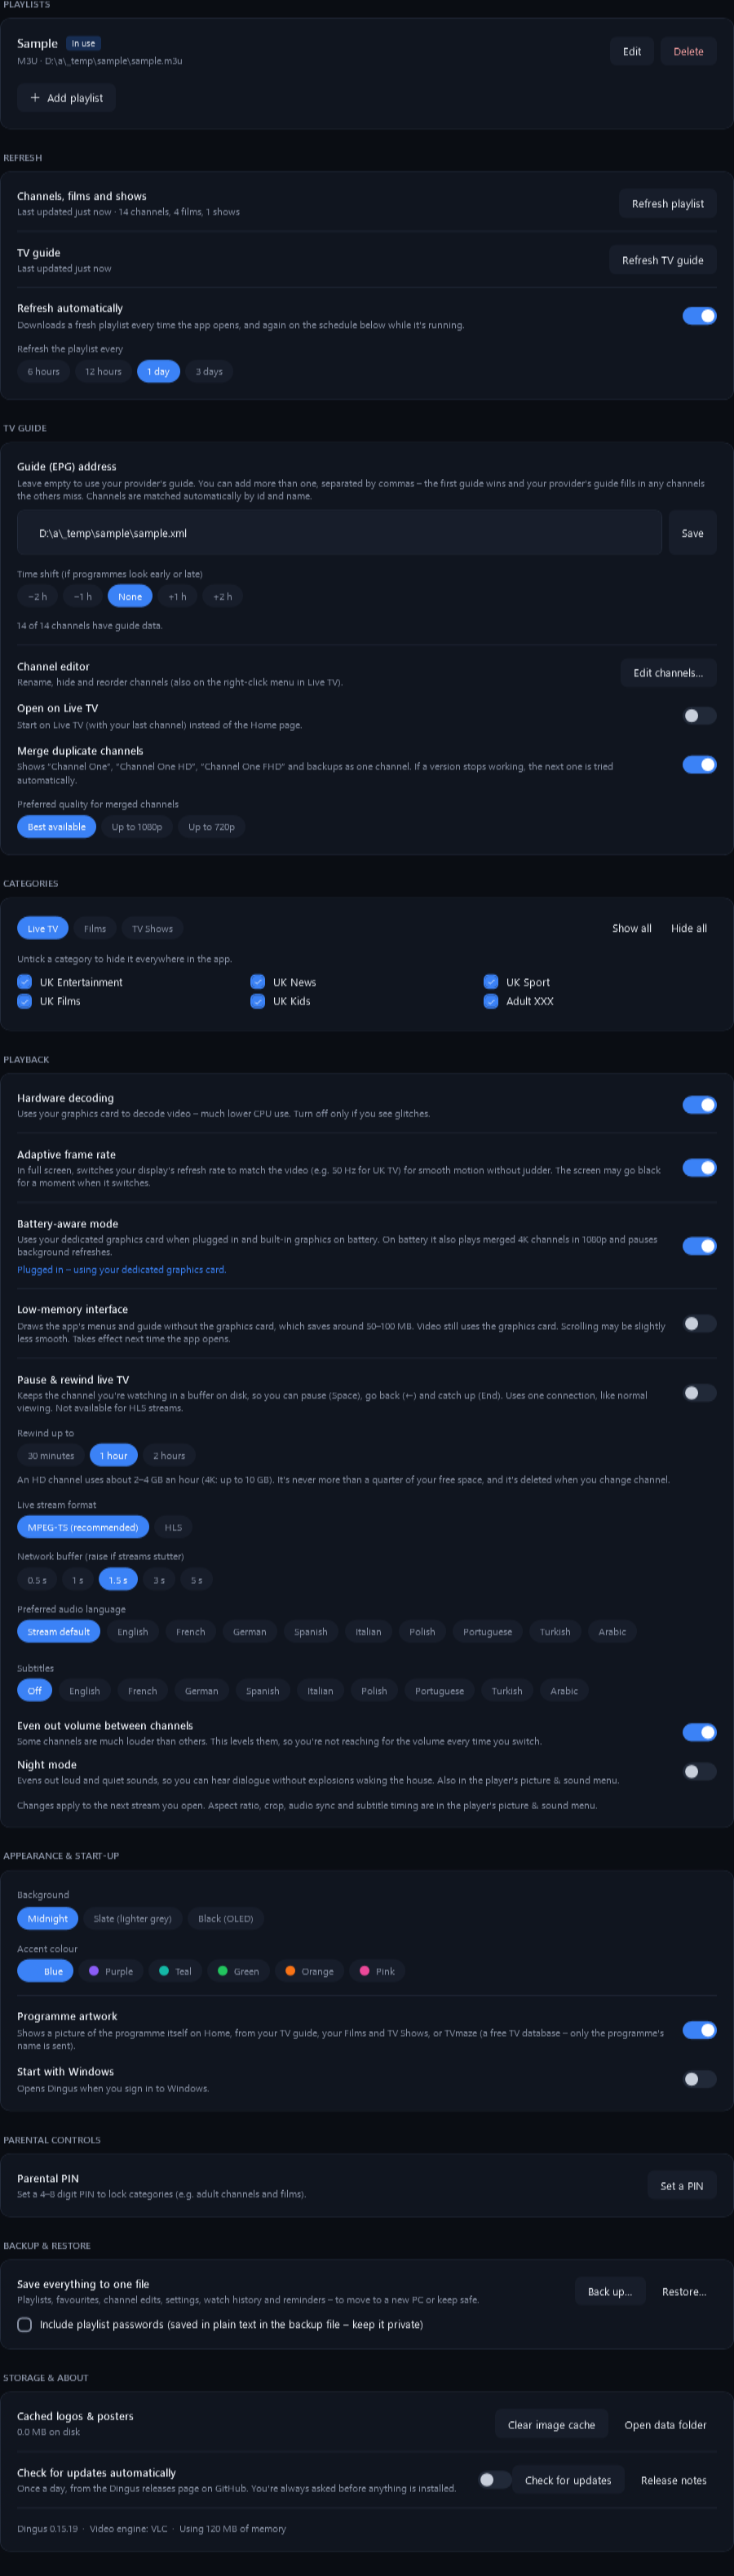 PLAYLISTS
Sample In use
M3U · D:\a\_temp\sample\sample.m3u
Edit
Delete
+ Add playlist
REFRESH
Channels, films and shows
Last updated just now · 14 channels, 4 films, 1 shows
Refresh playlist
TV guide
Last updated just now
Refresh TV guide
Refresh automatically
Downloads a fresh playlist every time the app opens, and again on the schedule below while it's running.
Refresh the playlist every
6 hours 12 hours 1 day 3 days
TV GUIDE
Guide (EPG) address
Leave empty to use your provider's guide. You can add more than one, separated by commas – the first guide wins and your provider's guide fills in any channels
the others miss. Channels are matched automatically by id and name.
D:\a\_temp\sample\sample.xml
Save
Time shift (if programmes look early or late)
−2 h −1 h None +1 h +2 h
14 of 14 channels have guide data.
Channel editor
Rename, hide and reorder channels (also on the right-click menu in Live TV).
Edit channels...
Open on Live TV
Start on Live TV (with your last channel) instead of the Home page.
Merge duplicate channels
Shows "Channel One", "Channel One HD", "Channel One FHD" and backups as one channel. If a version stops working, the next one is tried
automatically.
Preferred quality for merged channels
Best available Up to 1080p Up to 720p
CATEGORIES
Live TV Films TV Shows
Show all Hide all
Untick a category to hide it everywhere in the app.
UK Entertainment UK News UK Sport
UK Films UK Kids Adult XXX
PLAYBACK
Hardware decoding
Uses your graphics card to decode video – much lower CPU use. Turn off only if you see glitches.
Adaptive frame rate
In full screen, switches your display's refresh rate to match the video (e.g. 50 Hz for UK TV) for smooth motion without judder. The screen may go black
for a moment when it switches.
Battery-aware mode
Uses your dedicated graphics card when plugged in and built-in graphics on battery. On battery it also plays merged 4K channels in 1080p and pauses
background refreshes.
Plugged in – using your dedicated graphics card.
Low-memory interface
Draws the app's menus and guide without the graphics card, which saves around 50–100 MB. Video still uses the graphics card. Scrolling may be slightly
less smooth. Takes effect next time the app opens.
Pause & rewind live TV
Keeps the channel you're watching in a buffer on disk, so you can pause (Space), go back (←) and catch up (End). Uses one connection, like normal
viewing. Not available for HLS streams.
Rewind up to
30 minutes 1 hour 2 hours
An HD channel uses about 2–4 GB an hour (4K: up to 10 GB). It's never more than a quarter of your free space, and it's deleted when you change channel.
Live stream format
MPEG-TS (recommended) HLS
Network buffer (raise if streams stutter)
0.5 s 1 s 1.5 s 3 s 5 s
Preferred audio language
Stream default English French German Spanish Italian Polish Portuguese Turkish Arabic
Subtitles
Off English French German Spanish Italian Polish Portuguese Turkish Arabic
Even out volume between channels
Some channels are much louder than others. This levels them, so you're not reaching for the volume every time you switch.
Night mode
Evens out loud and quiet sounds, so you can hear dialogue without explosions waking the house. Also in the player's picture & sound menu.
Changes apply to the next stream you open. Aspect ratio, crop, audio sync and subtitle timing are in the player's picture & sound menu.
APPEARANCE & START-UP
Background
Midnight Slate (lighter grey) Black (OLED)
Accent colour
Blue Purple Teal Green Orange Pink
Programme artwork
Shows a picture of the programme itself on Home, from your TV guide, your Films and TV Shows, or TVmaze (a free TV database – only the programme's
name is sent).
Start with Windows
Opens Dingus when you sign in to Windows.
PARENTAL CONTROLS
Parental PIN
Set a 4–8 digit PIN to lock categories (e.g. adult channels and films).
Set a PIN
BACKUP & RESTORE
Save everything to one file
Playlists, favourites, channel edits, settings, watch history and reminders – to move to a new PC or keep safe.
Back up... Restore...
Include playlist passwords (saved in plain text in the backup file – keep it private)
STORAGE & ABOUT
Cached logos & posters
0.0 MB on disk
Clear image cache Open data folder
Check for updates automatically
Once a day, from the Dingus releases page on GitHub. You're always asked before anything is installed.
Check for updates Release notes
Dingus 0.15.19 · Video engine: VLC · Using 120 MB of memory